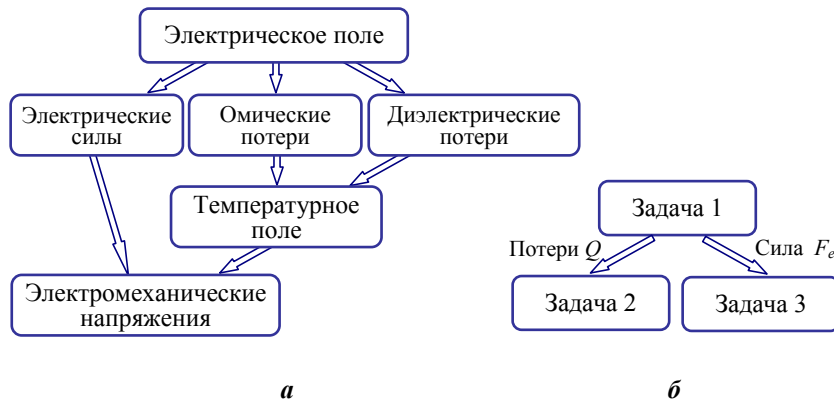 Электрическое поле
Электрические
силы
Омические
потери
Диэлектрические
потери
Температурное
поле
Электромеханические
напряжения
а
Задача 1
Потери Q
Сила Fe
Задача 2
Задача 3
б